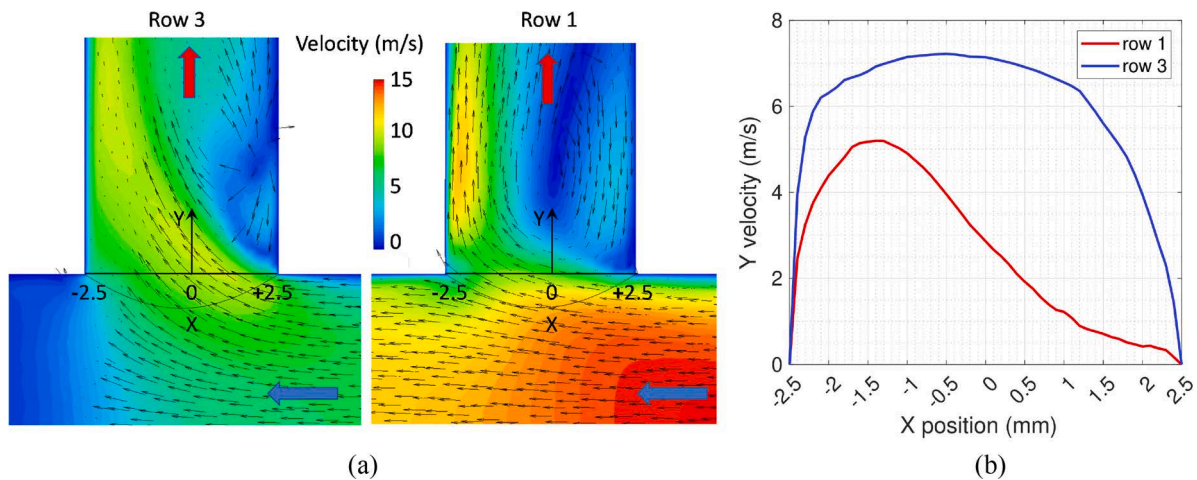 Row 3
Row 1
Velocity (m/s)
15
10
5
0
Y
-2.5
0
+2.5
X
Y
-2.5
0
+2.5
X
(a)
8
6
4
2
0
Y velocity (m/s)
row 1
row 3
-2.5 -2 -1.5 -1 -0.5 0 0.5 1 1.5 2 2.5
X position (mm)
(b)